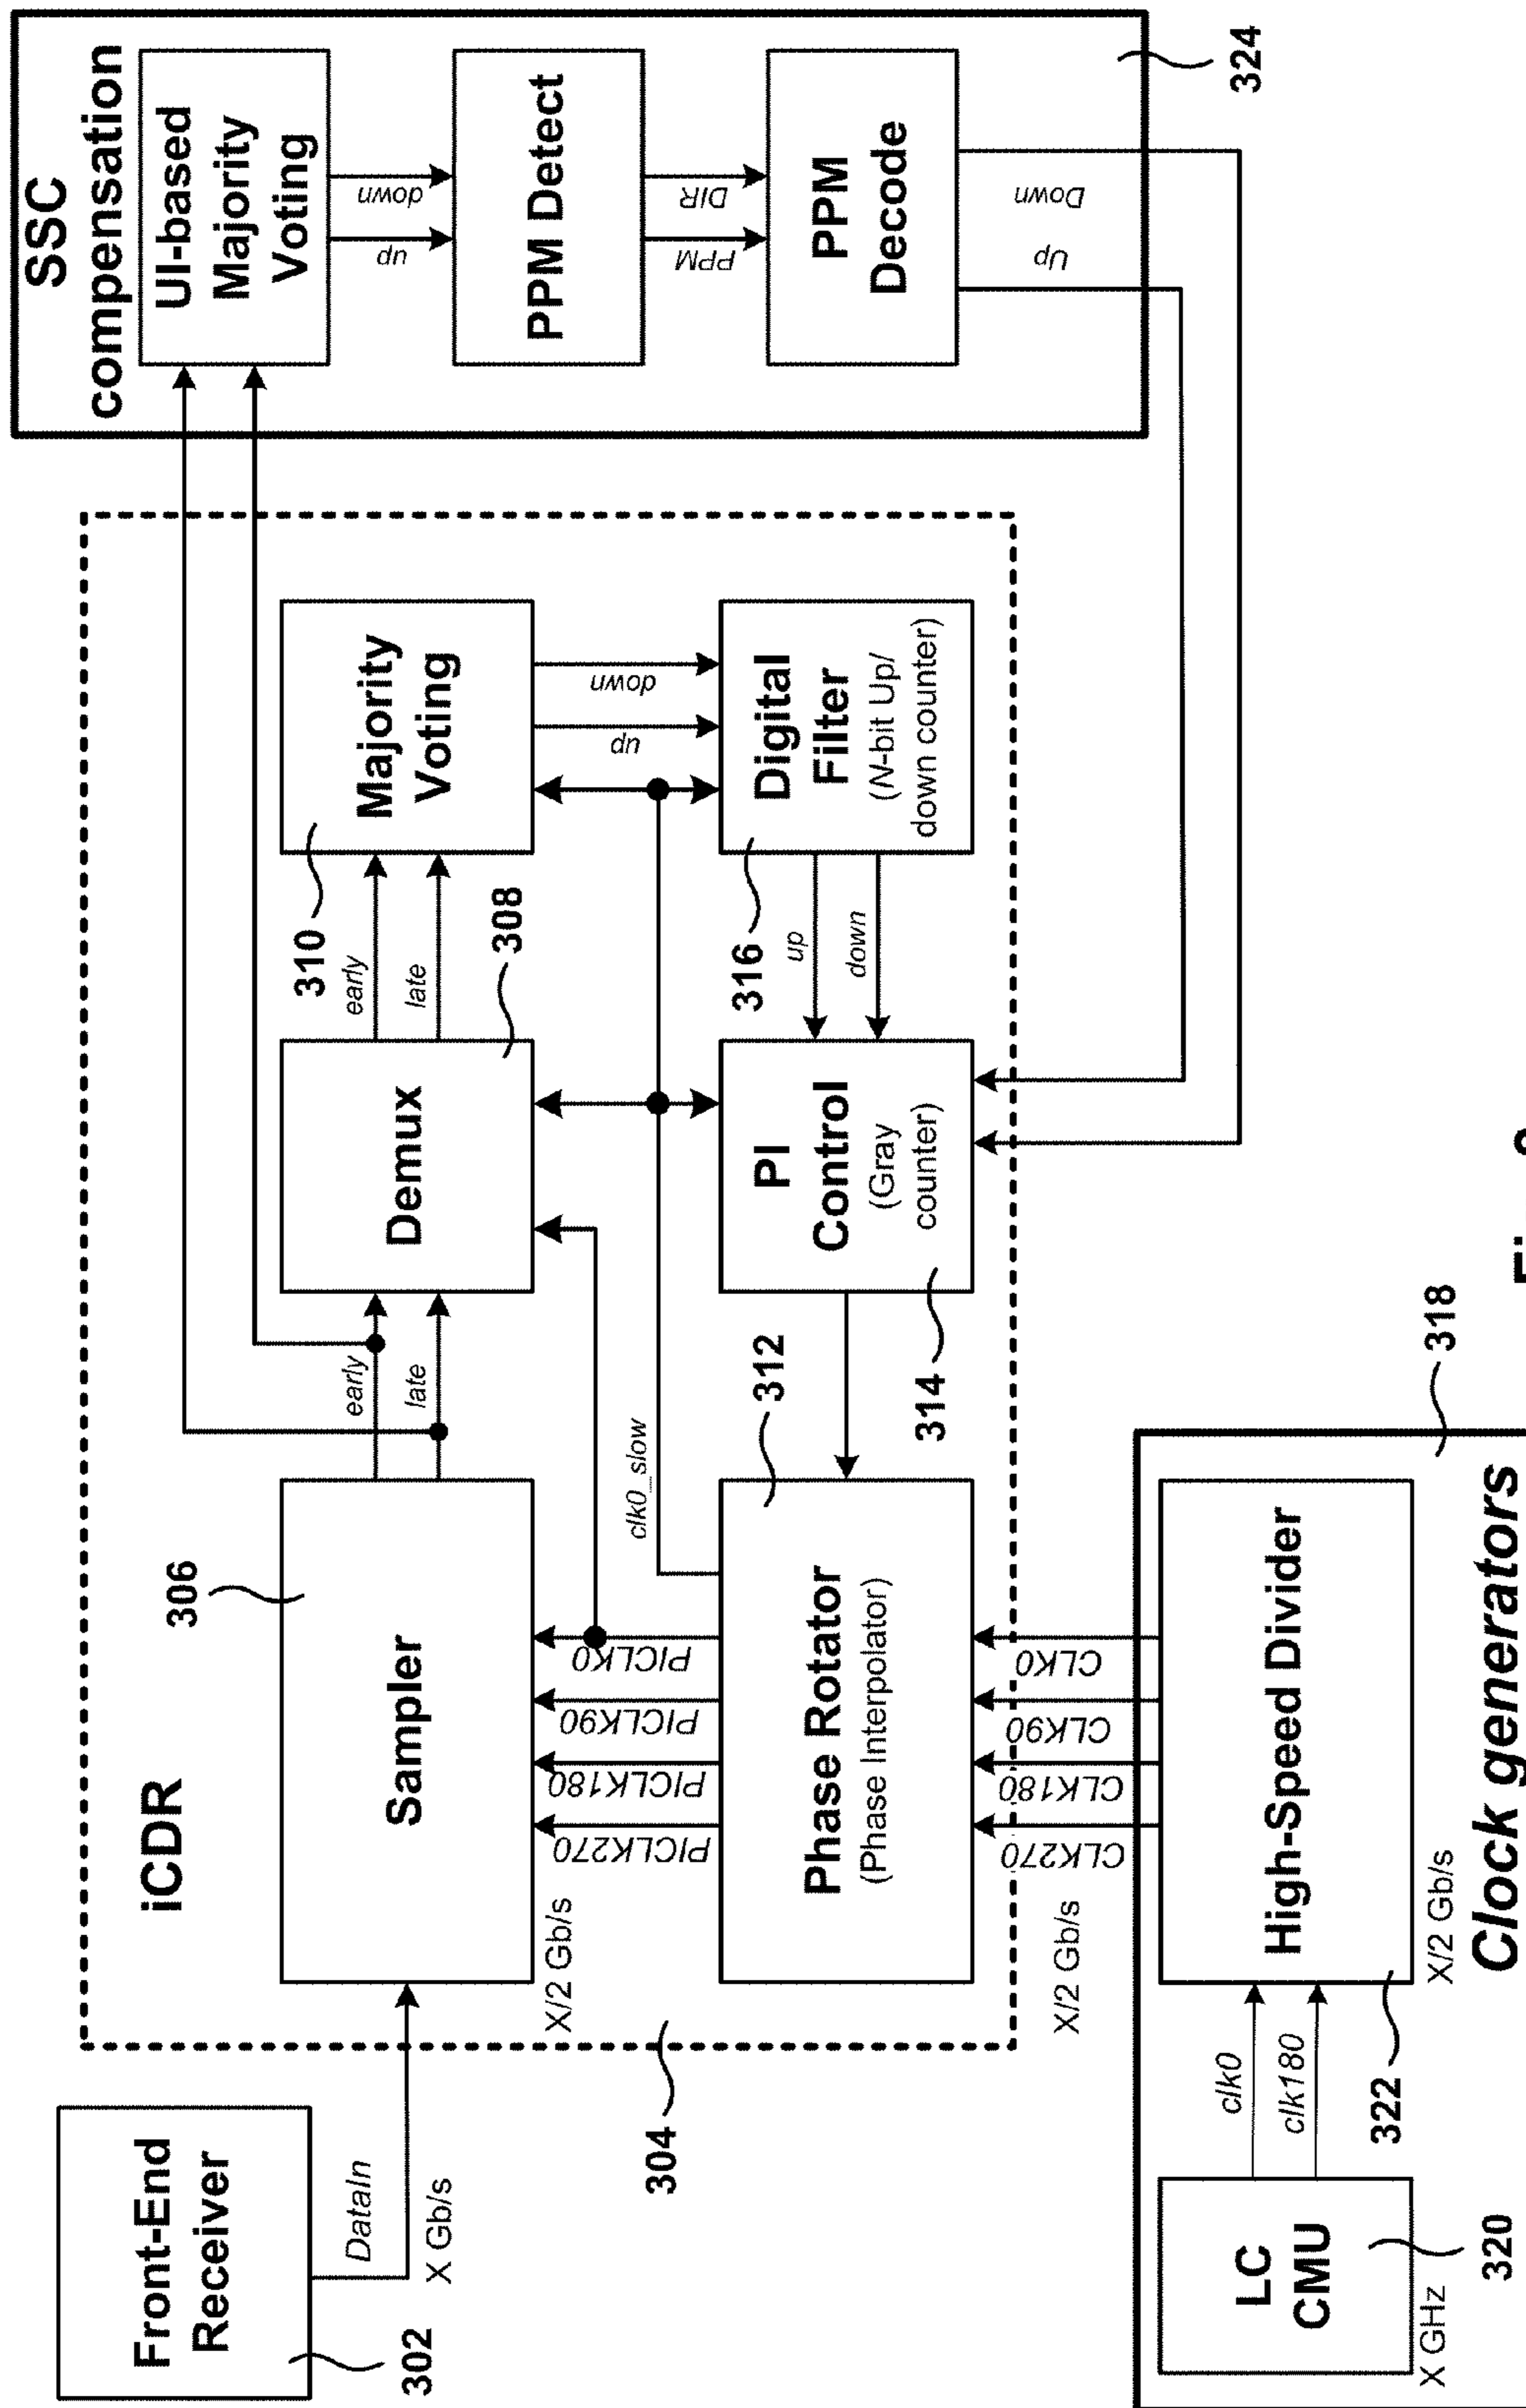 Front-End
Receiver
302
DataIn
X Gb/s
iCDR
304
Sampler
306
X/2 Gb/s
early
late
Demux
308
early
late
Majority
Voting
310
up
down
PICLK270
PICLK180
PICLK90
PICLK0
clk0_slow
Phase Rotator
(Phase Interpolator)
312
X/2 Gb/s
PI
Control
(Gray
counter)
314
up
down
Digital
Filter
(N-bit Up/
down counter)
316
SSC
compensation
UI-based
Majority
Voting
up
down
PPM Detect
PPM
DIR
PPM
Decode
Up
Down
324
CLK270
CLK180
CLK90
CLK0
LC
CMU
X GHz
320
clk0
clk180
High-Speed Divider
322
X/2 Gb/s
Clock generators
318